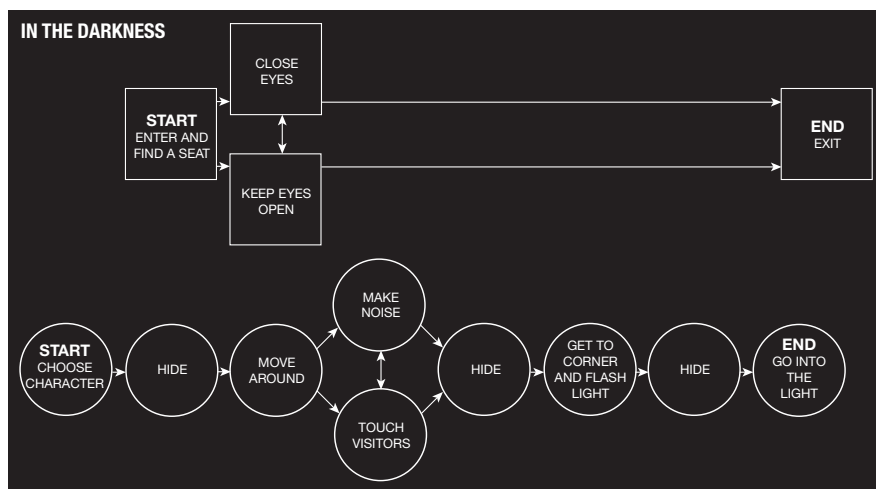 IN THE DARKNESS
CLOSE
EYES
START
ENTER AND
FIND A SEAT
END
EXIT
KEEP EYES
OPEN
MAKE
NOISE
START
CHOOSE
CHARACTER
HIDE
MOVE
AROUND
TOUCH
VISITORS
HIDE
GET TO
CORNER
AND FLASH
LIGHT
HIDE
END
GO INTO
THE
LIGHT